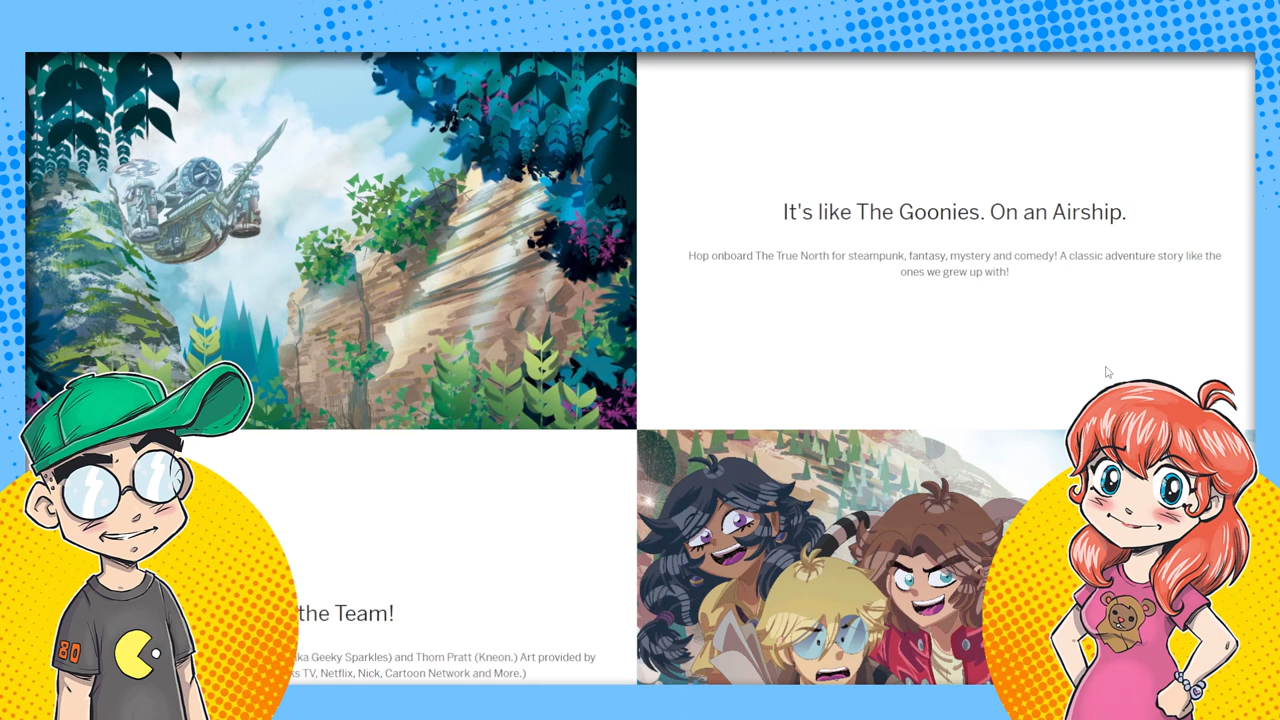 It's like The Goonies. On an Airship.
Hop onboard The True North for steampunk, fantasy, mystery and comedy! A classic adventure story like the
ones we grew up with!
the Team!
Geeky Sparkles) and Thom Pratt (Kneon.) Art provided by
TV, Netflix, Nick, Cartoon Network and More.)
80